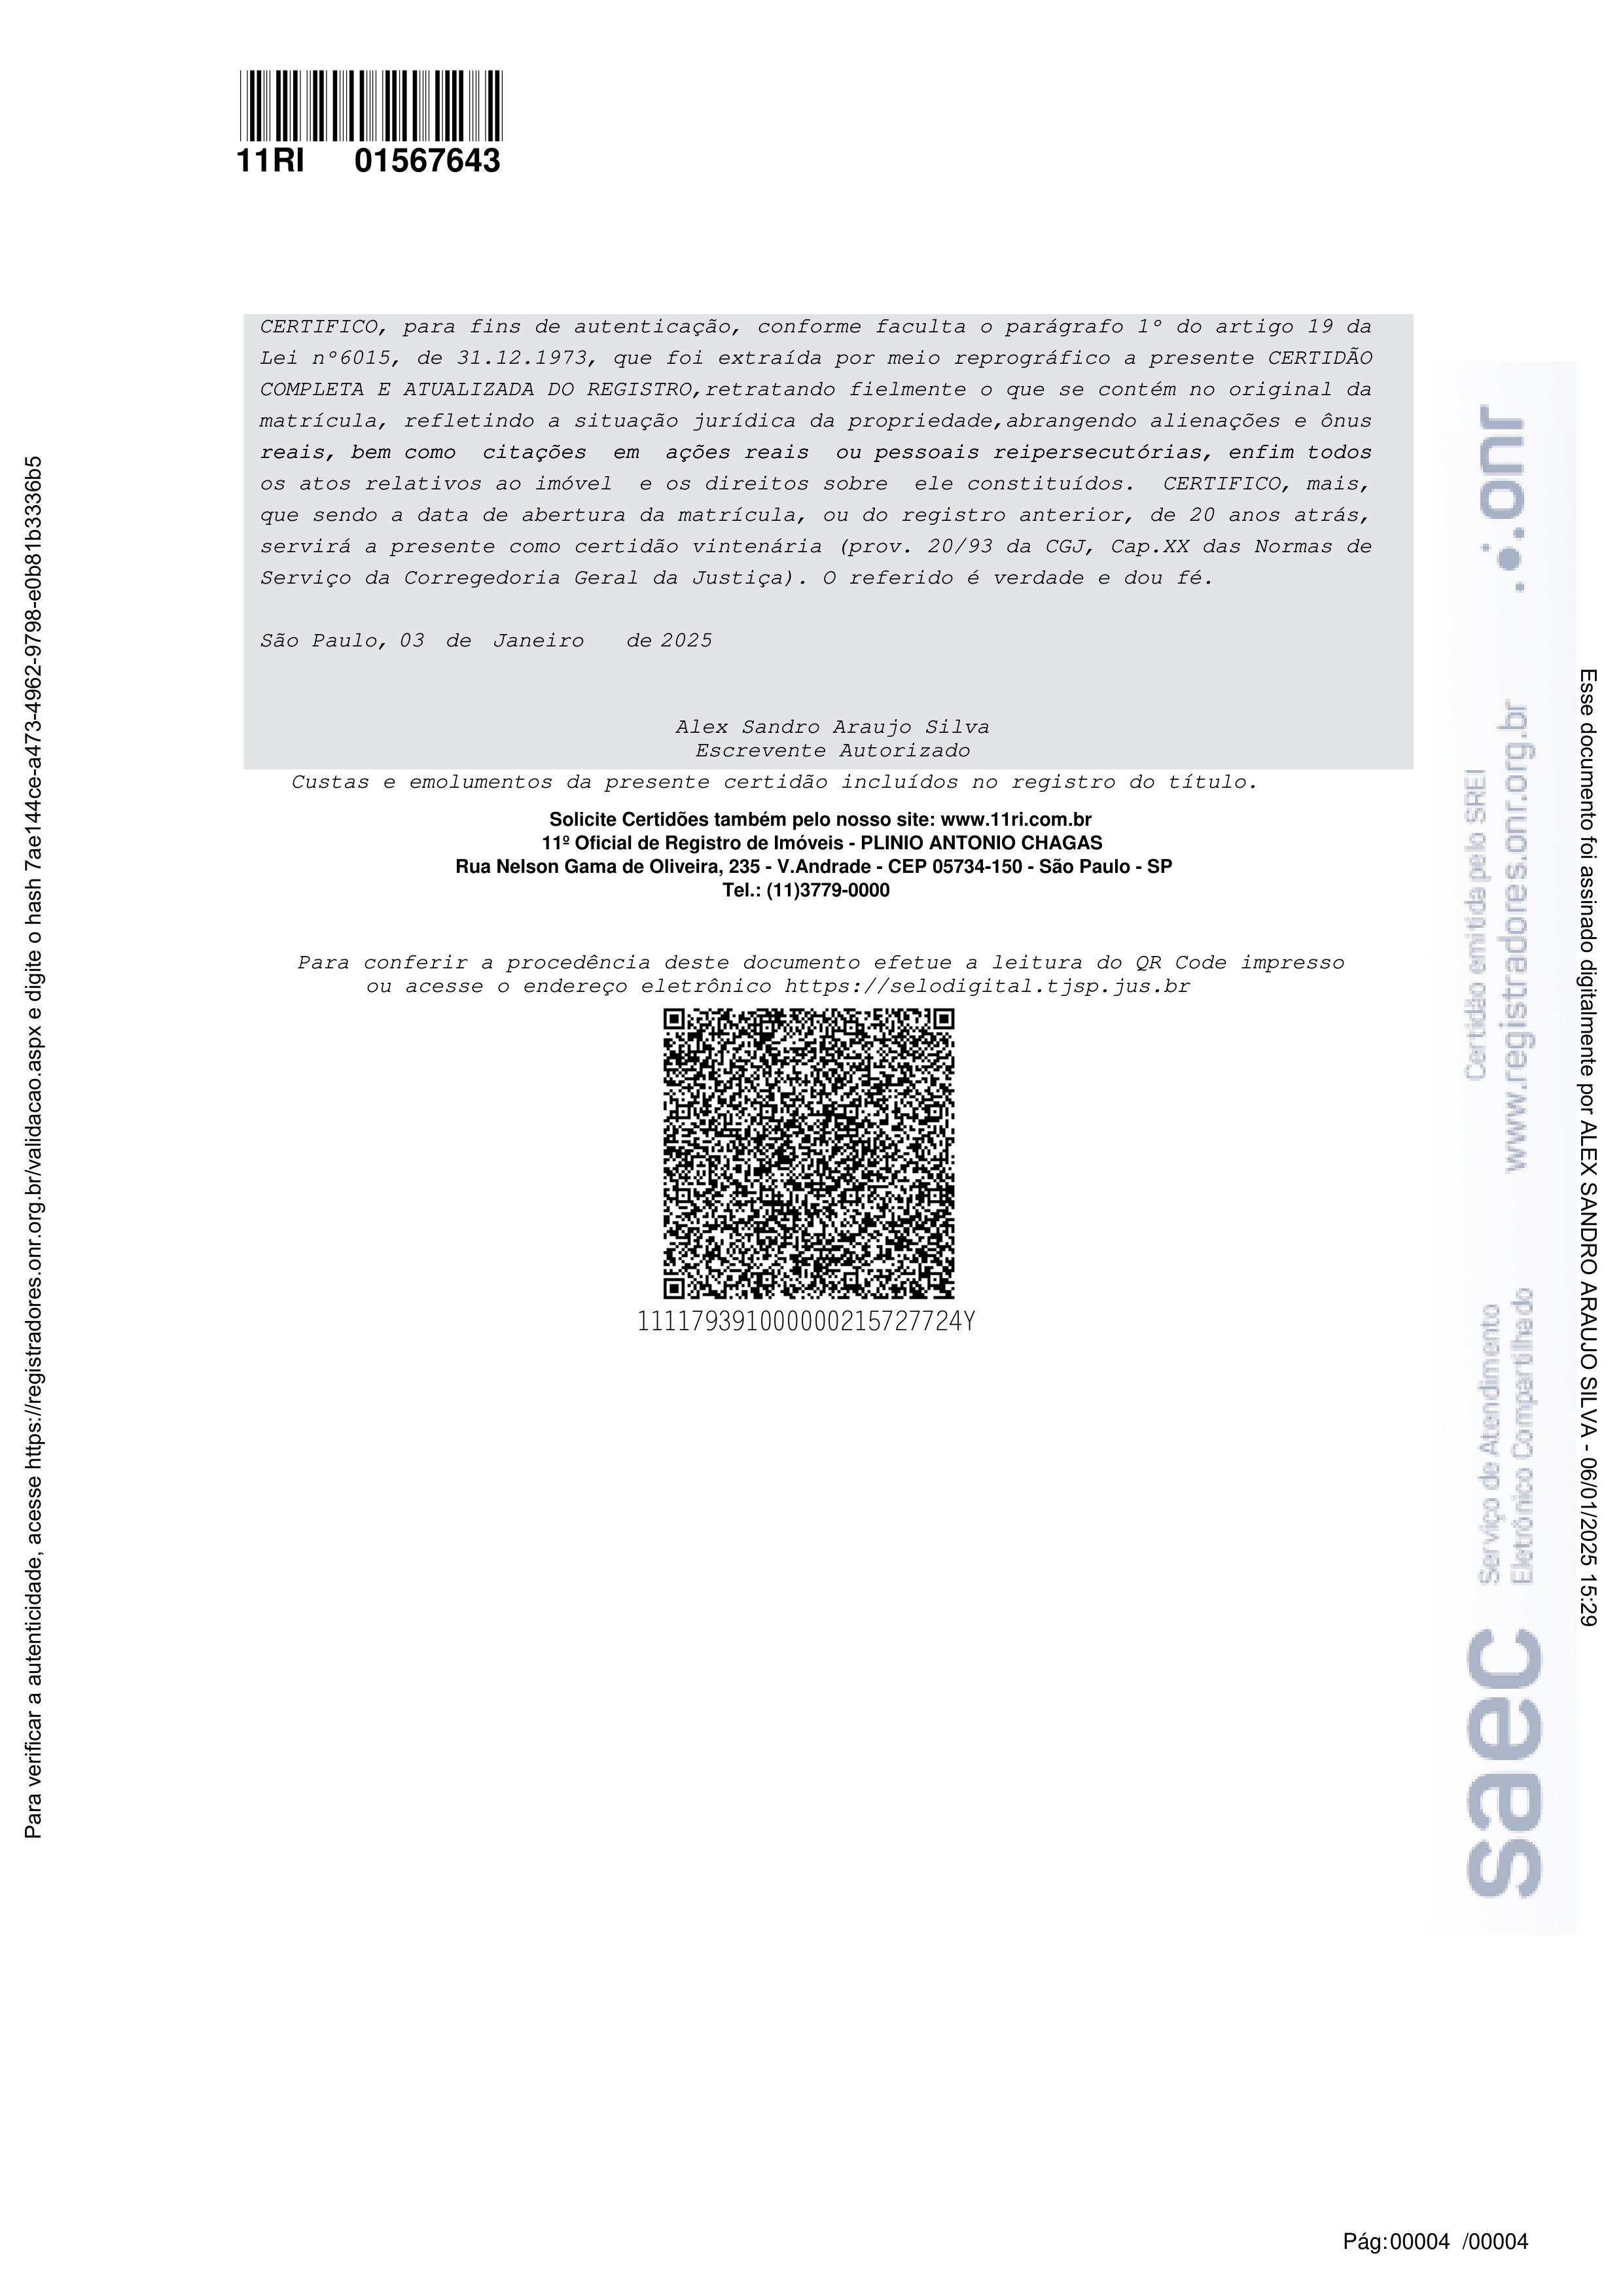 11RI 01567643
CERTIFICO, para fins de autenticação, conforme faculta o parágrafo 1º do artigo 19 da
Lei nº6015, de 31.12.1973, que foi extraída por meio reprográfico a presente CERTIDÃO
COMPLETA E ATUALIZADA DO REGISTRO,retratando fielmente o que se contém no original da
matrícula, refletindo a situação jurídica da propriedade,abrangendo alienações e ônus
reais, bem como citações em ações reais ou pessoais reipersecutórias, enfim todos
os atos relativos ao imóvel e os direitos sobre ele constituídos. CERTIFICO, mais,
que sendo a data de abertura da matrícula, ou do registro anterior, de 20 anos atrás,
servirá a presente como certidão vintenária (prov. 20/93 da CGJ, Cap.XX das Normas de
Serviço da Corregedoria Geral da Justiça). O referido é verdade e dou fé.
São Paulo, 03 de Janeiro de 2025
Alex Sandro Araujo Silva
Escrevente Autorizado
Custas e emolumentos da presente certidão incluídos no registro do título.
Solicite Certidões também pelo nosso site: www.11ri.com.br
11º Oficial de Registro de Imóveis - PLINIO ANTONIO CHAGAS
Rua Nelson Gama de Oliveira, 235 - V.Andrade - CEP 05734-150 - São Paulo - SP
Tel.: (11)3779-0000
Para conferir a procedência deste documento efetue a leitura do QR Code impresso
ou acesse o endereço eletrônico https://selodigital.tjsp.jus.br
1111793910000000215727724Y
Para verificar a autenticidade, acesse https://registradores.onr.org.br/validacao.aspx e digite o hash 7ae144ce-a473-4962-9798-e0b81b3336b5
saec
Serviço de Atendimento
Eletrônico Compartilhado
Certidão emitida pelo SREI
www.registradores.onr.org.br
onr
Esse documento foi assinado digitalmente por ALEX SANDRO ARAUJO SILVA - 06/01/2025 15:29
Pág:00004 /00004